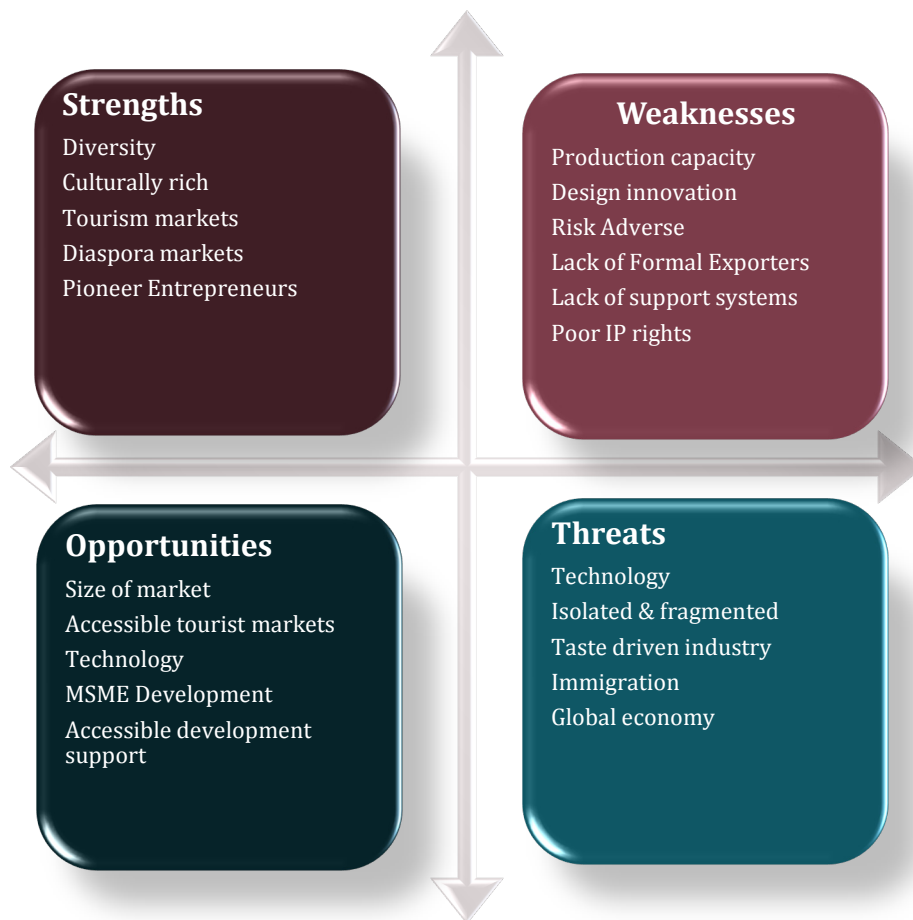 Strengths
Diversity
Culturally rich
Tourism markets
Diaspora markets
Pioneer Entrepreneurs
Weaknesses
Production capacity
Design innovation
Risk Adverse
Lack of Formal Exporters
Lack of support systems
Poor IP rights
Opportunities
Size of market
Accessible tourist markets
Technology
MSME Development
Accessible development
support
Threats
Technology
Isolated & fragmented
Taste driven industry
Immigration
Global economy